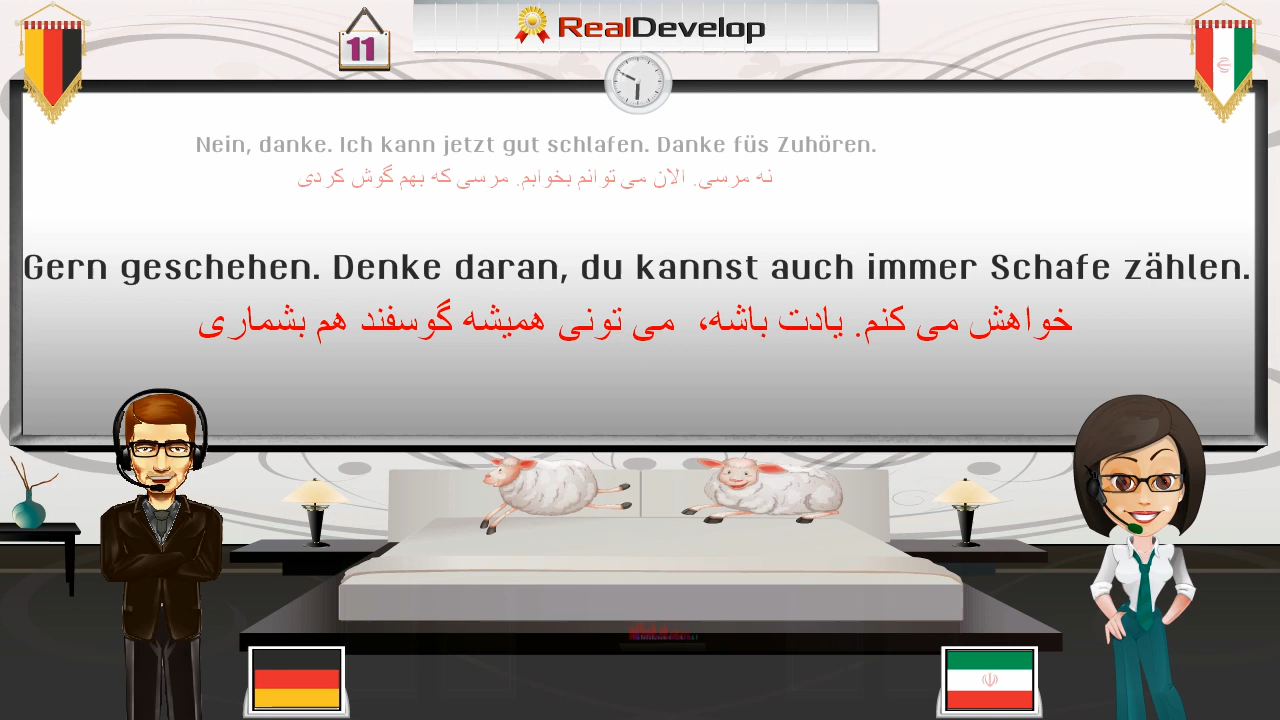 11
RealDevelop
Nein, danke. Ich kann jetzt gut schlafen. Danke füs Zuhören.
نه مرسی. الان می توانم بخوابم. مرسی که بهم گوش کردی
Gern geschehen. Denke daran, du kannst auch immer Schafe zählen.
خواهش می کنم. یادت باشه، می تونی همیشه گوسفند هم بشماری